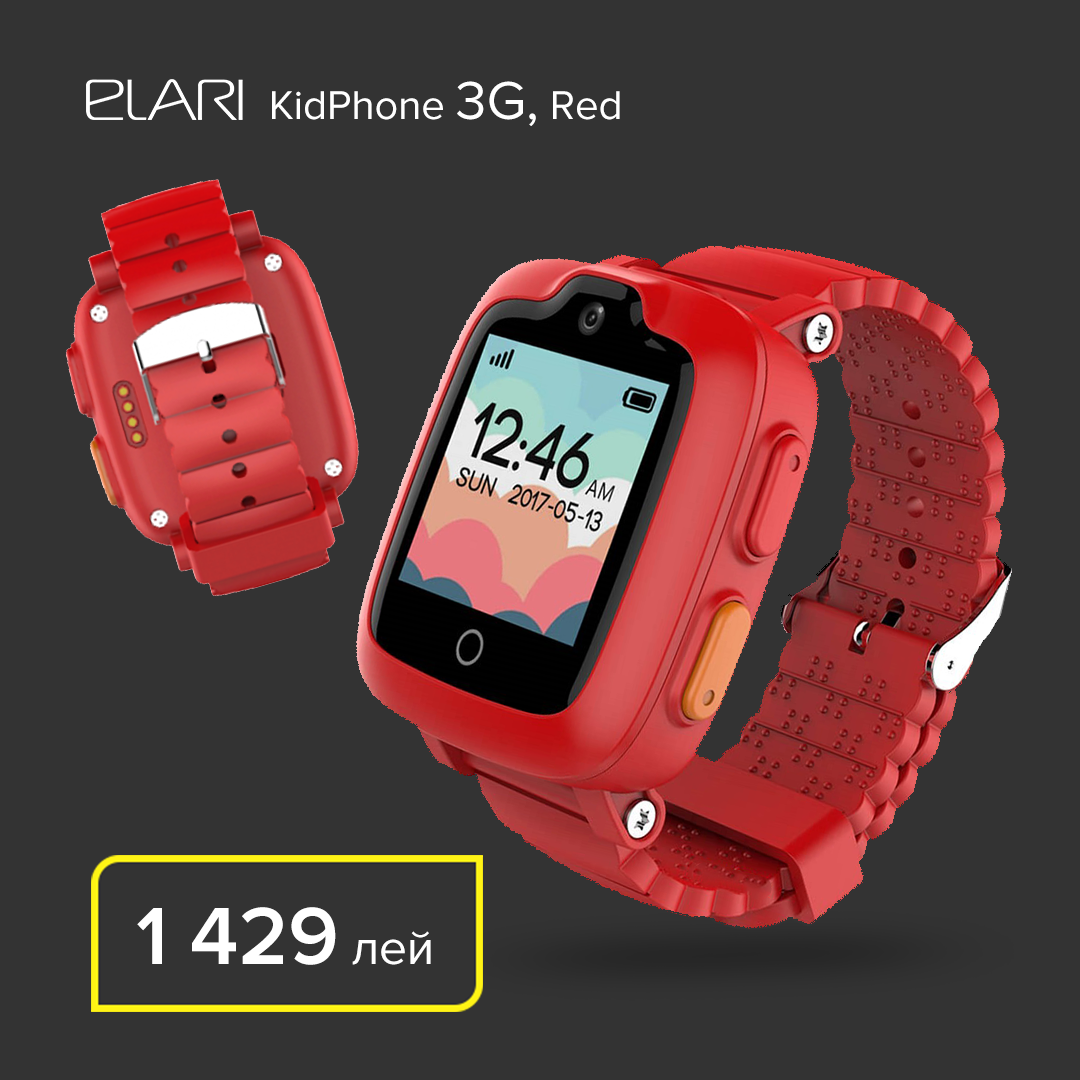 ELARI KidPhone 3G, Red
12:46 AM
SUN 2017-05-13
1 429 лей